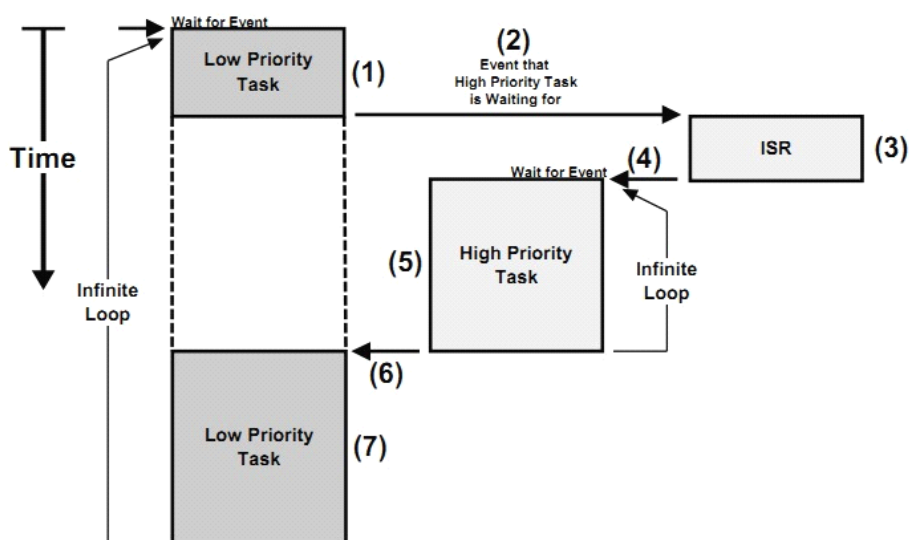 Wait for Event
Low Priority
Task
(1)
(2)
Event that
High Priority Task
is Waiting for
Time
ISR
(3)
Wait for Event
(4)
(5)
High Priority
Task
Infinite
Loop
Infinite
Loop
(6)
Low Priority
Task
(7)